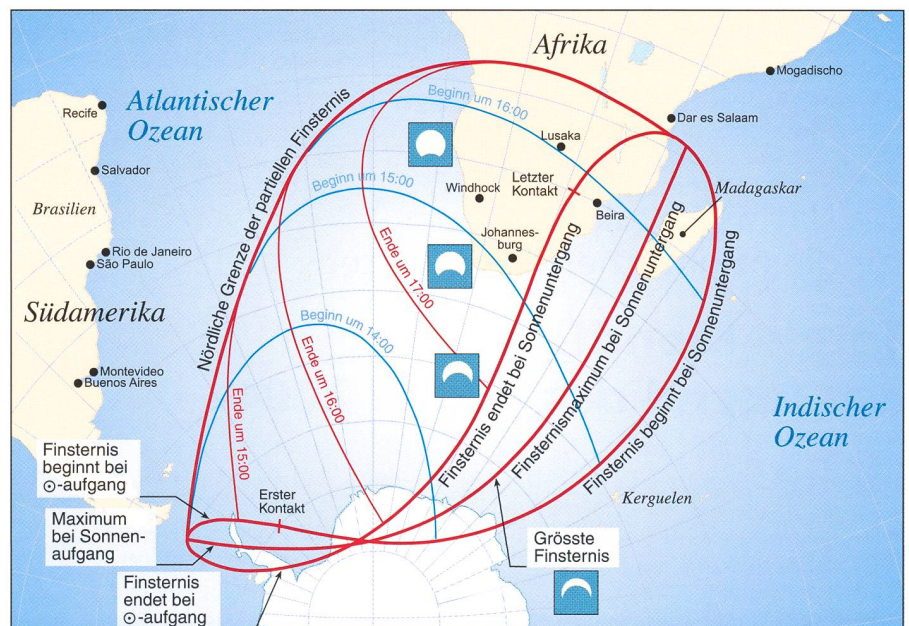 Afrika
Mogadischo
Atlantischer
Ozean
Recife
Beginn um 16:00
Dar es Salaam
Lusaka
Salvador
Letzter
Kontakt
Beginn um 15:00
Windhock
Madagaskar
Brasilien
Beira
Johannes-
burg
Nördliche Grenze der partiellen Finsternis
Rio de Janeiro
São Paulo
Ende um 17:00
Südamerika
Beginn um 14:00
Finsternis endet bei Sonnenuntergang
Finsternismaximum bei Sonnenuntergang
Finsternis beginnt bei Sonnenuntergang
Ende um 16:00
Montevideo
Buenos Aires
Ende um 15:00
Indischer
Ozean
Finsternis
beginnt bei
⊙-aufgang
Erster
Kontakt
Kerguelen
Maximum
bei Sonnen-
aufgang
Grösste
Finsternis
Finsternis
endet bei
⊙-aufgang